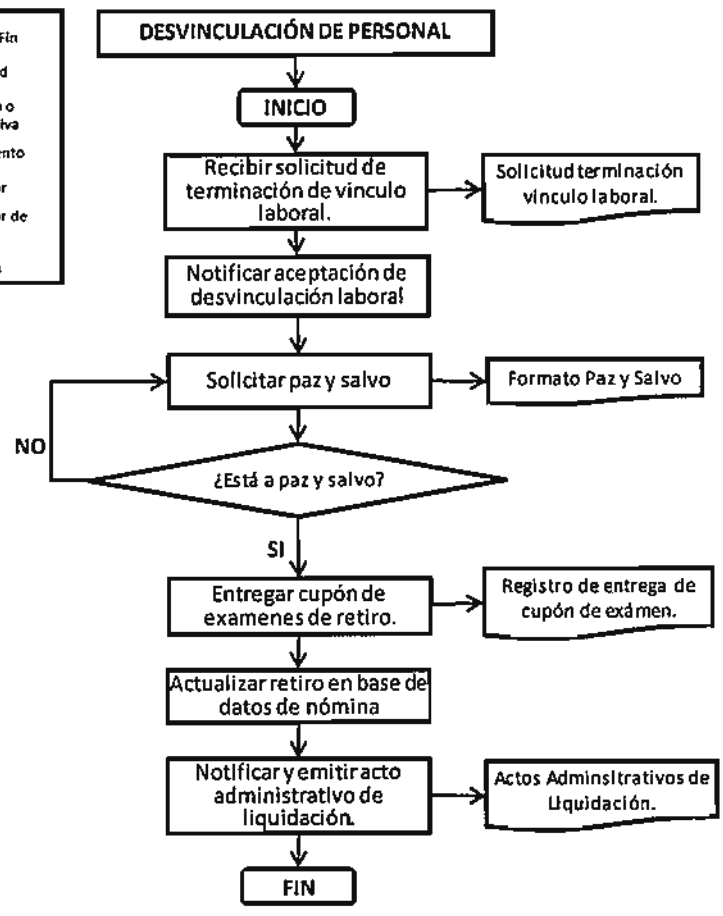 Fin
DESVINCULACIÓN DE PERSONAL
INICIO
Recibir solicitud de
terminación de vinculo
laboral.
Solicitud terminación
vinculo laboral.
Notificar aceptación de
desvinculación laboral
Solicitar paz y salvo
Formato Paz y Salvo
NO
¿Está a paz y salvo?
SI
Entregar cupón de
examenes de retiro.
Registro de entrega de
cupón de exámen.
Actualizar retiro en base de
datos de nómina
Notificar y emitir acto
administrativo de
liquidación.
Actos Adminsitrativos de
Liquidación.
FIN